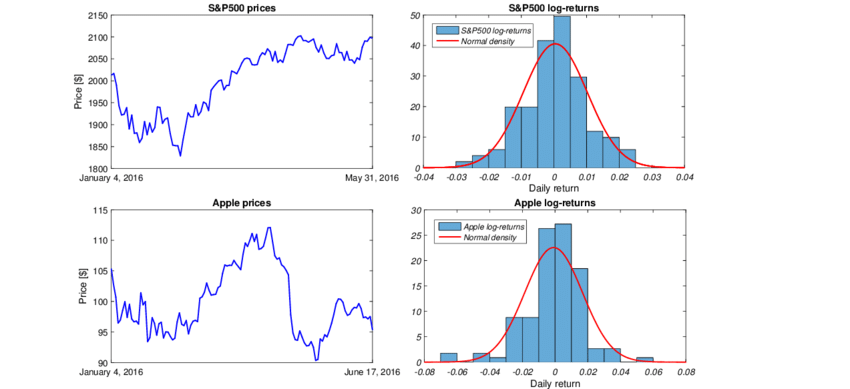 S&P500 prices
2150
2100
2050
2000
1950
1900
1850
1800
Price [$]
January 4, 2016
May 31, 2016
S&P500 log-returns
50
40
30
20
10
0
S&P500 log-returns
Normal density
-0.04
-0.03
-0.02
-0.01
0
0.01
0.02
0.03
0.04
Daily return
Apple prices
115
110
105
100
95
90
Price [$]
January 4, 2016
June 17, 2016
Apple log-returns
30
25
20
15
10
5
0
Apple log-returns
Normal density
-0.08
-0.06
-0.04
-0.02
0
0.02
0.04
0.06
0.08
Daily return